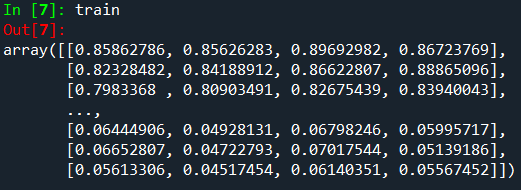 In [7]: train
Out[7]:
array([[0.85862786, 0.85626283, 0.89692982, 0.86723769],
       [0.82328482, 0.84188912, 0.86622807, 0.88865096],
       [0.7983368 , 0.80903491, 0.82675439, 0.83940043],
       ...,
       [0.06444906, 0.04928131, 0.06798246, 0.05995717],
       [0.06652807, 0.04722793, 0.07017544, 0.05139186],
       [0.05613306, 0.04517454, 0.06140351, 0.05567452]])